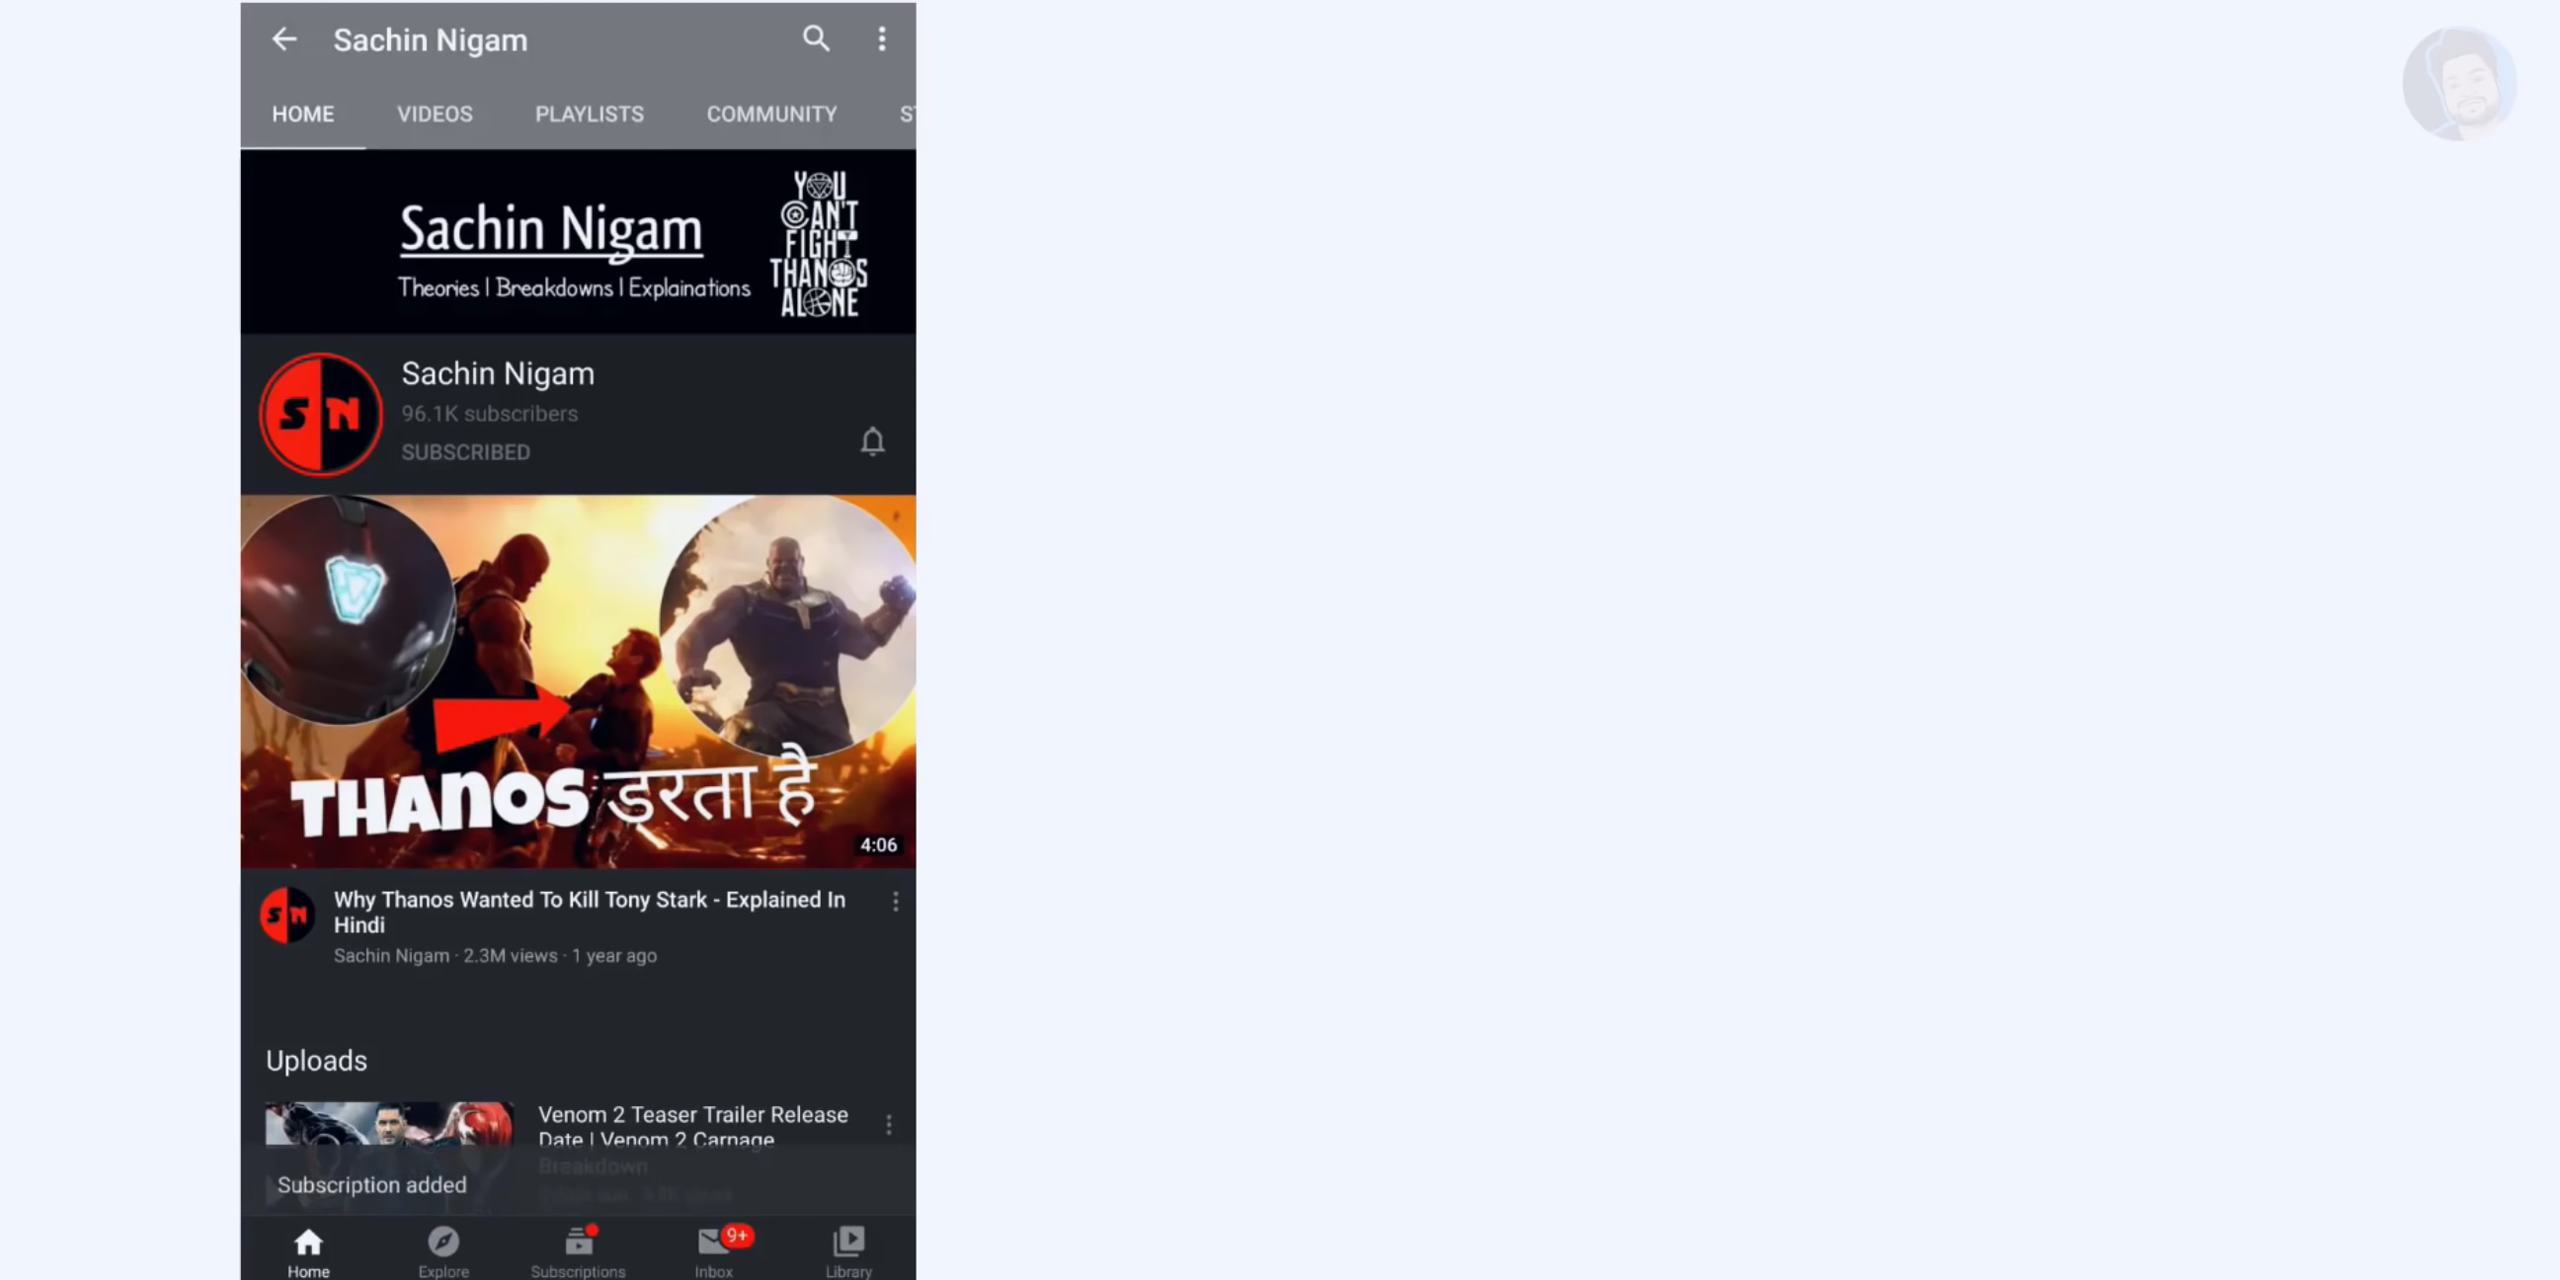 Sachin Nigam
HOME VIDEOS PLAYLISTS COMMUNITY
Sachin Nigam
Theories | Breakdowns | Explainations
YOU
CAN'T
FIGHT
THANOS
ALONE
S N
Sachin Nigam
96.1K subscribers
SUBSCRIBED
THANOS डरता है
4:06
S N
Why Thanos Wanted To Kill Tony Stark - Explained In
Hindi
Sachin Nigam · 2.3M views · 1 year ago
Uploads
Venom 2 Teaser Trailer Release
Date | Venom 2 Carnage
Breakdown
Subscription added
9+
Home Explore Subscriptions Inbox Library